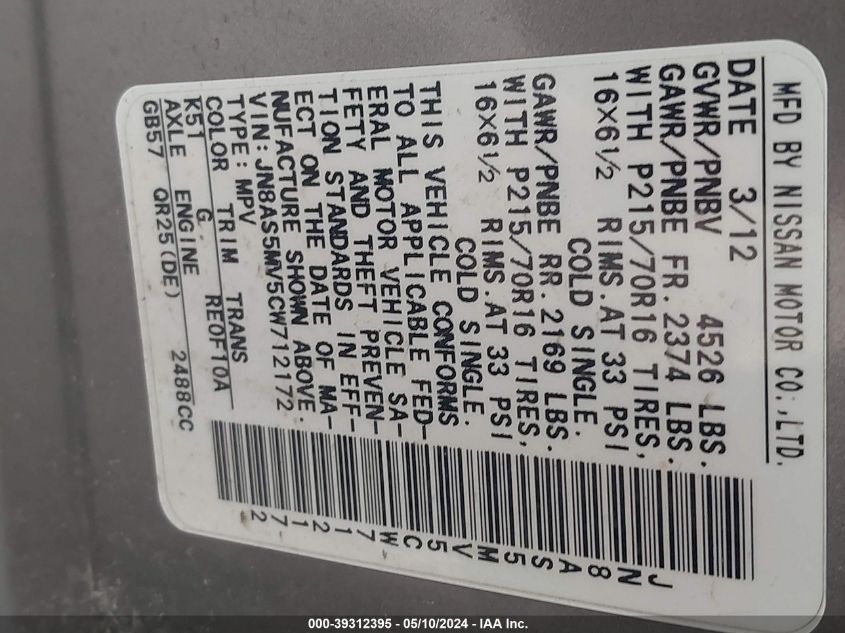 MFD BY NISSAN MOTOR CO.,LTD.
DATE 3/12
GVWR/PNBV 4526 LBS.
GAWR/PNBE FR. 2374 LBS.
WITH P215/70R16 TIRES,
16X6½ RIMS.AT 33 PSI
COLD SINGLE.
GAWR/PNBE RR. 2169 LBS.
WITH P215/70R16 TIRES,
16X6½ RIMS.AT 33 PSI
COLD SINGLE.
THIS VEHICLE CONFORMS
TO ALL APPLICABLE FED-
ERAL MOTOR VEHICLE SA-
FETY AND THEFT PREVEN-
TION STANDARDS IN EFF-
ECT ON THE DATE OF MA-
NUFACTURE SHOWN ABOVE.
VIN:JN8AS5MV5CW712172
TYPE:MPV
COLOR TRIM TRANS
K51 G RE0F10A
AXLE ENGINE
GB57 QR25(DE) 2488CC
JN8AS5MV5CW712172
000-39312395 - 05/10/2024 - IAA Inc.